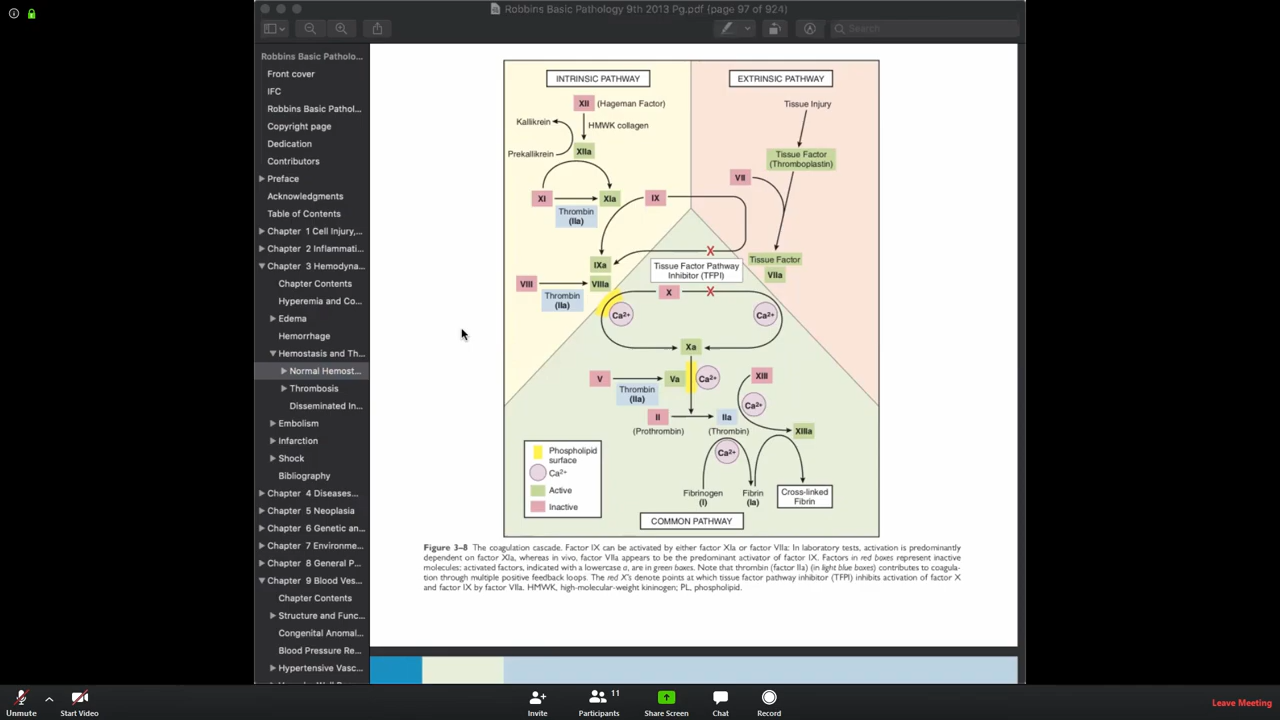 Robbins Basic Pathology 9th 2013 Pg.pdf (page 97 of 924)
Search
Robbins Basic Patholo...
Front cover
IFC
Robbins Basic Pathol...
Copyright page
Dedication
Contributors
Preface
Acknowledgments
Table of Contents
Chapter 1 Cell Injury,...
Chapter 2 Inflammati...
Chapter 3 Hemodyna...
Chapter Contents
Hyperemia and Co...
Edema
Hemorrhage
Hemostasis and Th...
Normal Hemost...
Thrombosis
Disseminated In...
Embolism
Infarction
Shock
Bibliography
Chapter 4 Diseases...
Chapter 5 Neoplasia
Chapter 6 Genetic an...
Chapter 7 Environme...
Chapter 8 General P...
Chapter 9 Blood Ves...
Chapter Contents
Structure and Func...
Congenital Anomal...
Blood Pressure Re...
Hypertensive Vasc...
INTRINSIC PATHWAY
EXTRINSIC PATHWAY
XII (Hageman Factor)
Tissue Injury
Kallikrein
HMWK collagen
Prekallikrein
XIIa
Tissue Factor
(Thromboplastin)
VII
XI
XIa
IX
Thrombin
(IIa)
IXa
Tissue Factor
VIIa
Tissue Factor Pathway
Inhibitor (TFPI)
X
X
VIII
VIIIa
Thrombin
(IIa)
X
X
Ca2+
Ca2+
Xa
V
Va
Ca2+
XIII
Thrombin
(IIa)
Ca2+
II
IIa
(Prothrombin)
(Thrombin)
XIIIa
Ca2+
Phospholipid
surface
Ca2+
Active
Inactive
Fibrinogen
(I)
Fibrin
(Ia)
Cross-linked
Fibrin
COMMON PATHWAY
Figure 3–8 The coagulation cascade. Factor IX can be activated by either factor XIa or factor VIIa: In laboratory tests, activation is predominantly
dependent on factor XIa, whereas in vivo, factor VIIa appears to be the predominant activator of factor IX. Factors in red boxes represent inactive
molecules; activated factors, indicated with a lowercase a, are in green boxes. Note that thrombin (factor IIa) (in light blue boxes) contributes to coagula-
tion through multiple positive feedback loops. The red X's denote points at which tissue factor pathway inhibitor (TFPI) inhibits activation of factor X
and factor IX by factor VIIa. HMWK, high-molecular-weight kininogen; PL, phospholipid.
Unmute
Start Video
Invite
Participants
11
Share Screen
Chat
Record
Leave Meeting